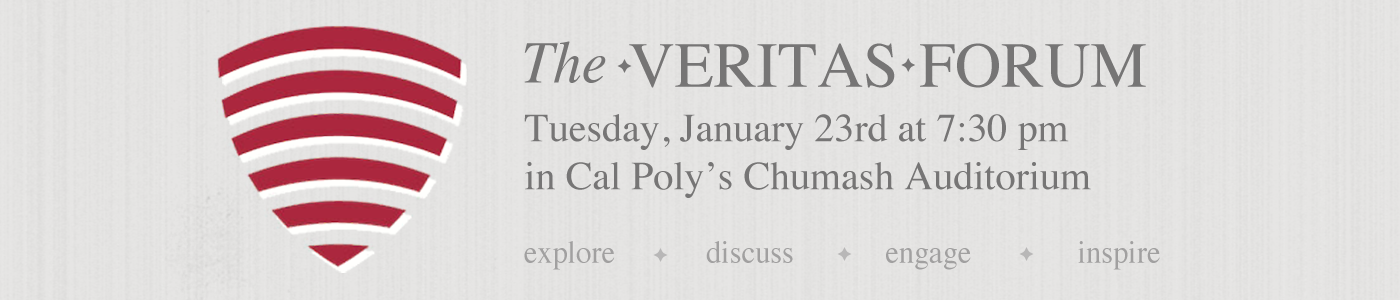 The ✦VERITAS✦FORUM
Tuesday, January 23rd at 7:30 pm
in Cal Poly’s Chumash Auditorium
explore ✦ discuss ✦ engage ✦ inspire